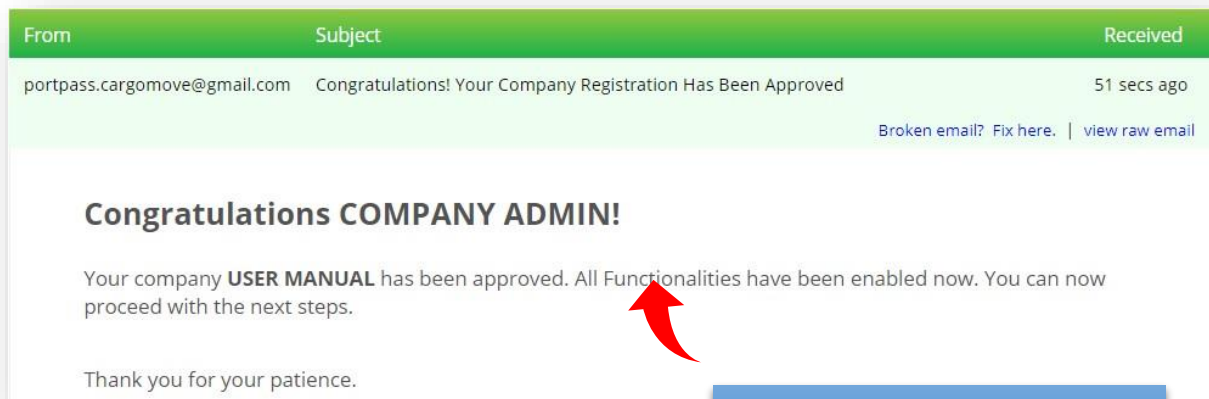 From Subject Received
portpass.cargomove@gmail.com Congratulations! Your Company Registration Has Been Approved 51 secs ago
Broken email? Fix here. | view raw email
Congratulations COMPANY ADMIN!
Your company USER MANUAL has been approved. All Functionalities have been enabled now. You can now
proceed with the next steps.
Thank you for your patience.